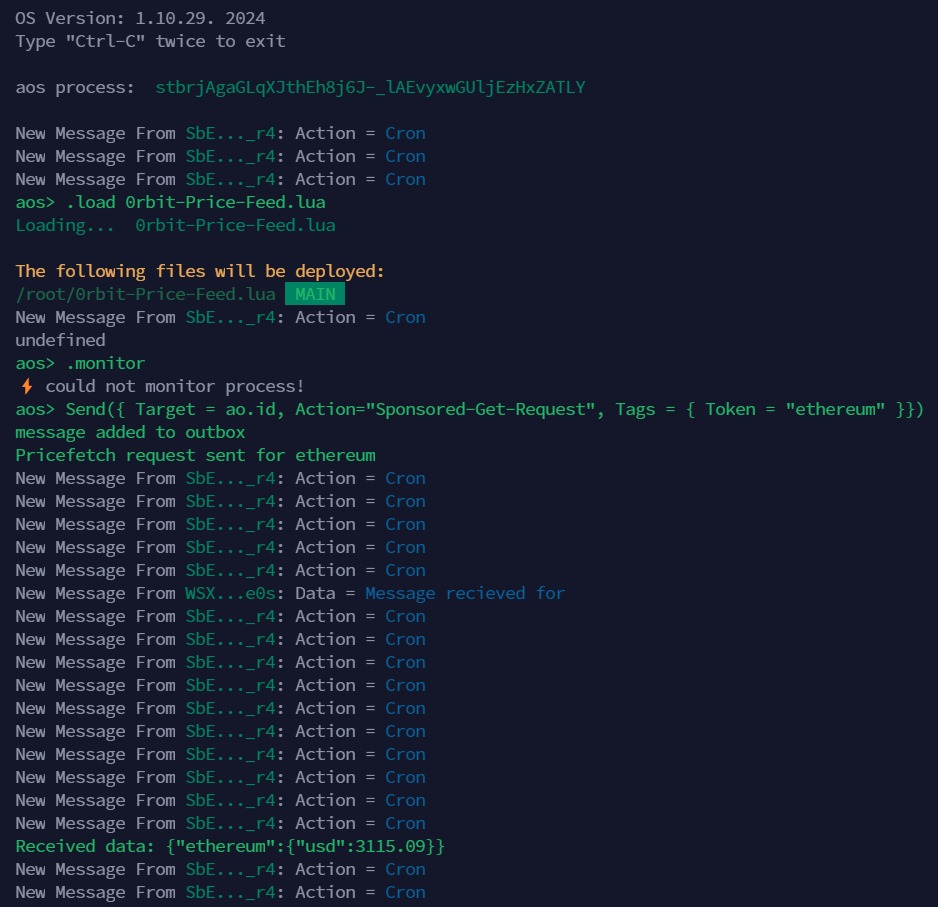 OS Version: 1.10.29. 2024
Type "Ctrl-C" twice to exit
aos process:  stbrjAgaGLqXJthEh8j6J-_lAEvyxwGUljEzHxZATLY
New Message From SbE..._r4: Action = Cron
New Message From SbE..._r4: Action = Cron
New Message From SbE..._r4: Action = Cron
aos> .load 0rbit-Price-Feed.lua
Loading...  0rbit-Price-Feed.lua
The following files will be deployed:
/root/0rbit-Price-Feed.lua MAIN
New Message From SbE..._r4: Action = Cron
undefined
aos> .monitor
⚡ could not monitor process!
aos> Send({ Target = ao.id, Action="Sponsored-Get-Request", Tags = { Token = "ethereum" }})
message added to outbox
Pricefetch request sent for ethereum
New Message From SbE..._r4: Action = Cron
New Message From SbE..._r4: Action = Cron
New Message From SbE..._r4: Action = Cron
New Message From SbE..._r4: Action = Cron
New Message From SbE..._r4: Action = Cron
New Message From WSX...e0s: Data = Message recieved for
New Message From SbE..._r4: Action = Cron
New Message From SbE..._r4: Action = Cron
New Message From SbE..._r4: Action = Cron
New Message From SbE..._r4: Action = Cron
New Message From SbE..._r4: Action = Cron
New Message From SbE..._r4: Action = Cron
New Message From SbE..._r4: Action = Cron
New Message From SbE..._r4: Action = Cron
New Message From SbE..._r4: Action = Cron
New Message From SbE..._r4: Action = Cron
Received data: {"ethereum":{"usd":3115.09}}
New Message From SbE..._r4: Action = Cron
New Message From SbE..._r4: Action = Cron